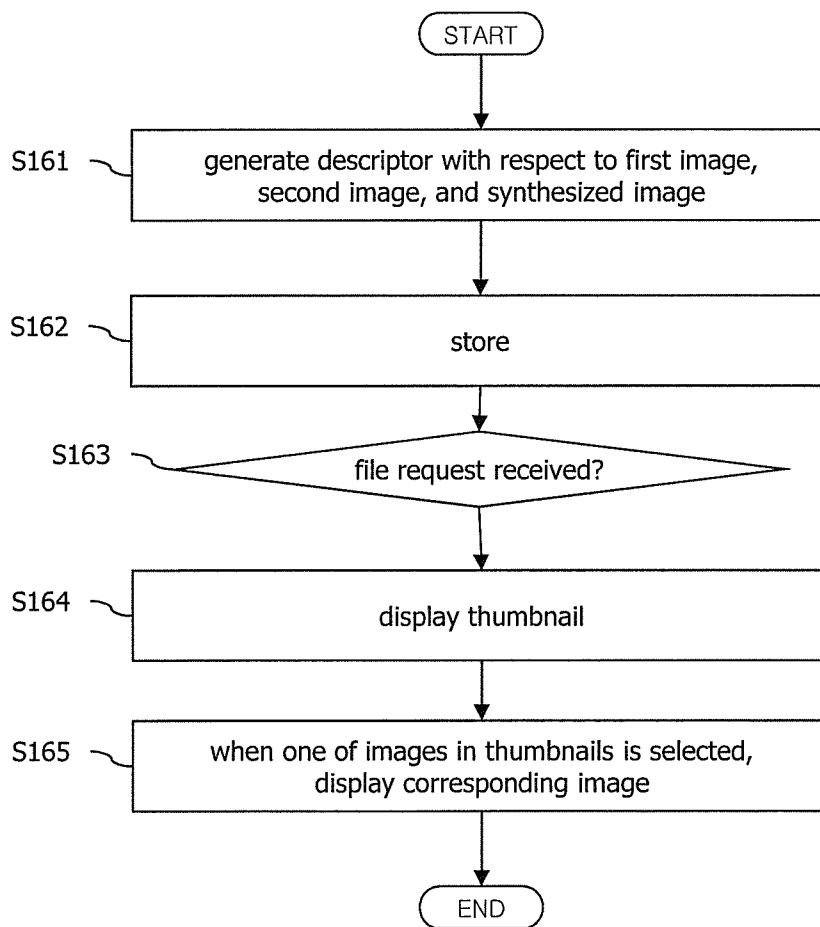 START
S161
generate descriptor with respect to first image,
second image, and synthesized image
S162
store
S163
file request received?
S164
display thumbnail
S165
when one of images in thumbnails is selected,
display corresponding image
END